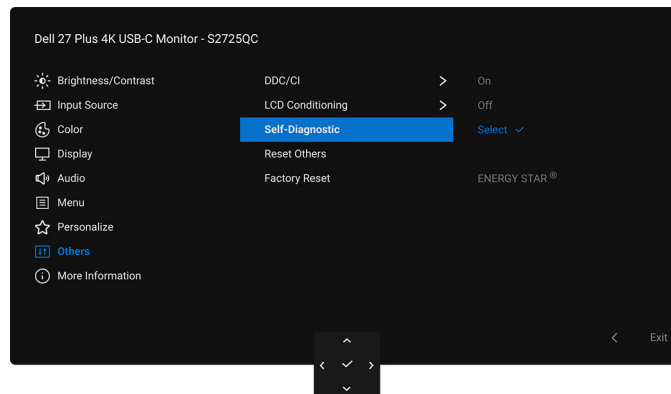 Dell 27 Plus 4K USB-C Monitor - S2725QC
Brightness/Contrast
Input Source
Color
Display
Audio
Menu
Personalize
Others
More Information
DDC/CI
LCD Conditioning
Self-Diagnostic
Reset Others
Factory Reset
On
Off
Select
ENERGY STAR ®
Exit